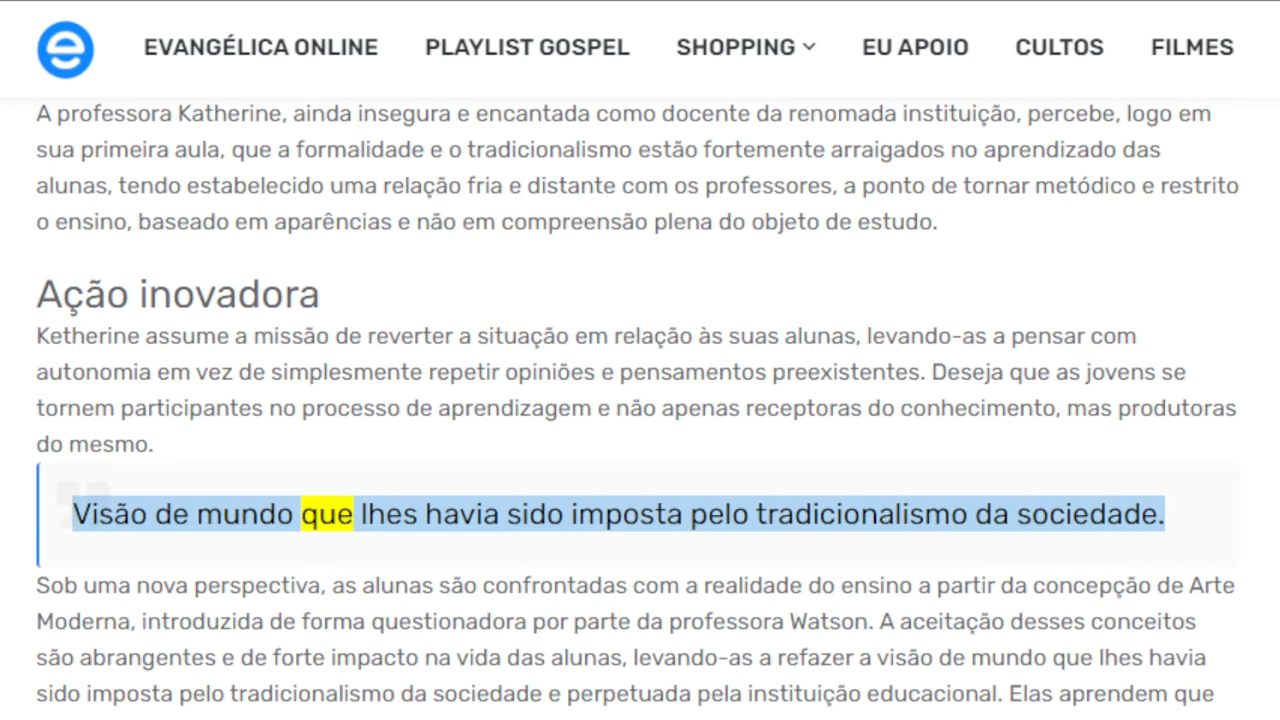 e EVANGÉLICA ONLINE PLAYLIST GOSPEL SHOPPING EU APOIO CULTOS FILMES
A professora Katherine, ainda insegura e encantada como docente da renomada instituição, percebe, logo em
sua primeira aula, que a formalidade e o tradicionalismo estão fortemente arraigados no aprendizado das
alunas, tendo estabelecido uma relação fria e distante com os professores, a ponto de tornar metódico e restrito
o ensino, baseado em aparências e não em compreensão plena do objeto de estudo.
Ação inovadora
Ketherine assume a missão de reverter a situação em relação às suas alunas, levando-as a pensar com
autonomia em vez de simplesmente repetir opiniões e pensamentos preexistentes. Deseja que as jovens se
tornem participantes no processo de aprendizagem e não apenas receptoras do conhecimento, mas produtoras
do mesmo.
Visão de mundo que lhes havia sido imposta pelo tradicionalismo da sociedade.
Sob uma nova perspectiva, as alunas são confrontadas com a realidade do ensino a partir da concepção de Arte
Moderna, introduzida de forma questionadora por parte da professora Watson. A aceitação desses conceitos
são abrangentes e de forte impacto na vida das alunas, levando-as a refazer a visão de mundo que lhes havia
sido imposta pelo tradicionalismo da sociedade e perpetuada pela instituição educacional. Elas aprendem que